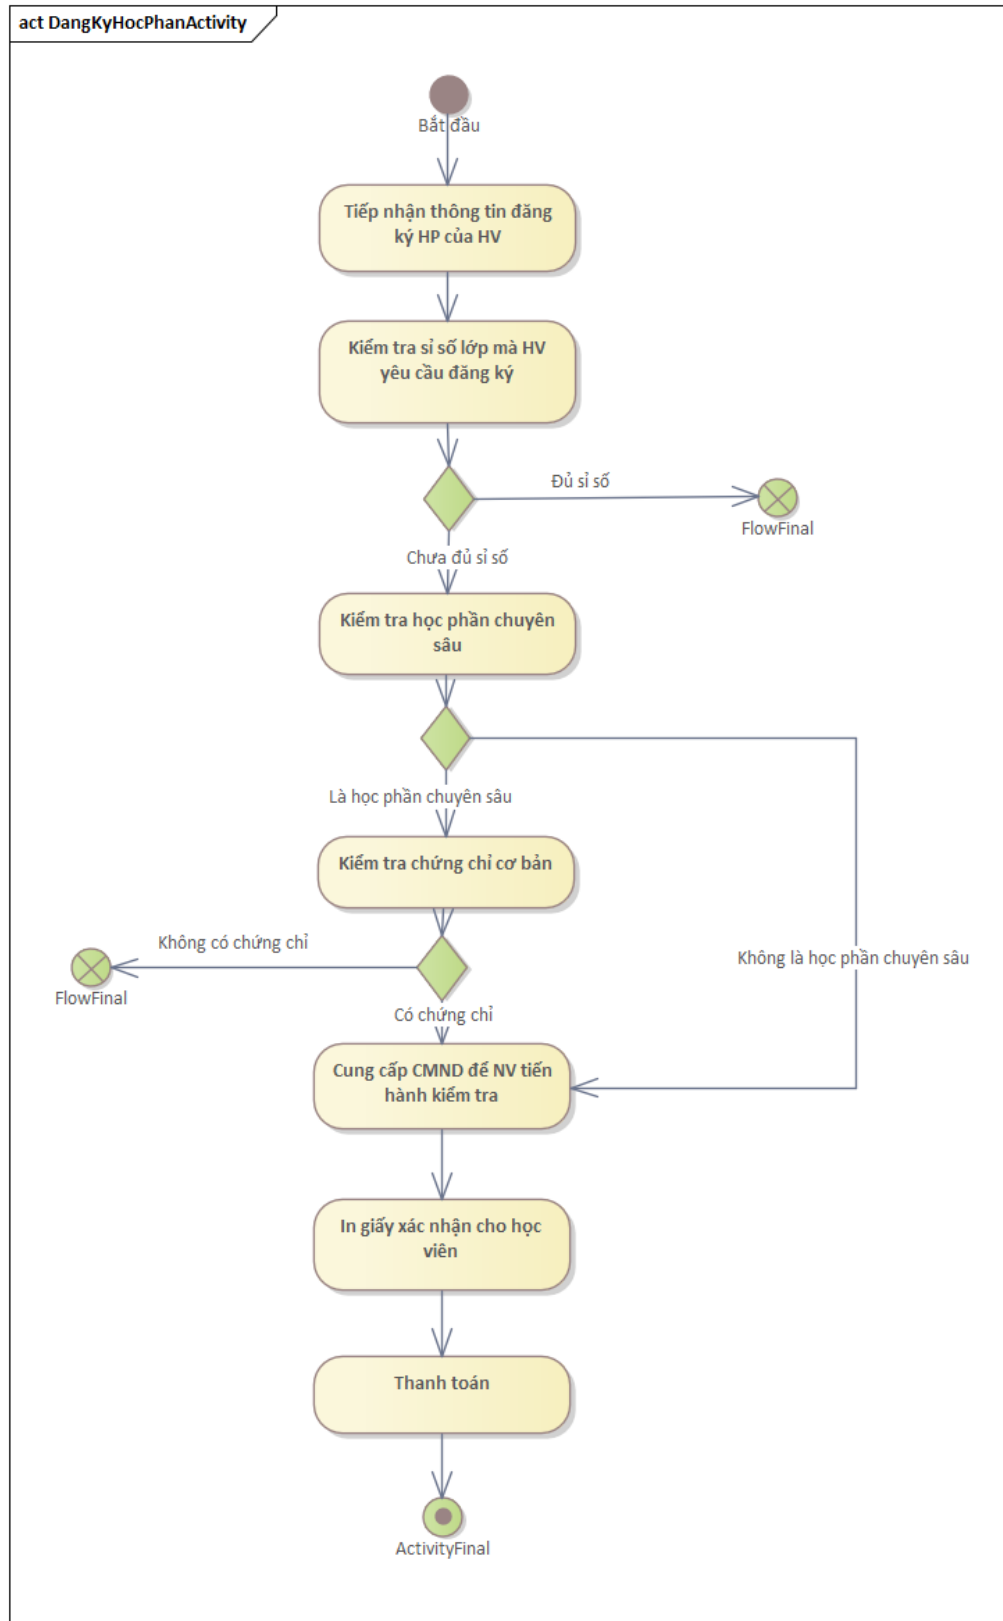 act DangKyHocPhanActivity
Bắt đầu
Tiếp nhận thông tin đăng
ký HP của HV
Kiểm tra sỉ số lớp mà HV
yêu cầu đăng ký
Đủ sỉ số
FlowFinal
Chưa đủ sỉ số
Kiểm tra học phần chuyên
sâu
Là học phần chuyên sâu
Kiểm tra chứng chỉ cơ bản
Không có chứng chỉ
Không là học phần chuyên sâu
FlowFinal
Có chứng chỉ
Cung cấp CMND để NV tiến
hành kiểm tra
In giấy xác nhận cho học
viên
Thanh toán
ActivityFinal